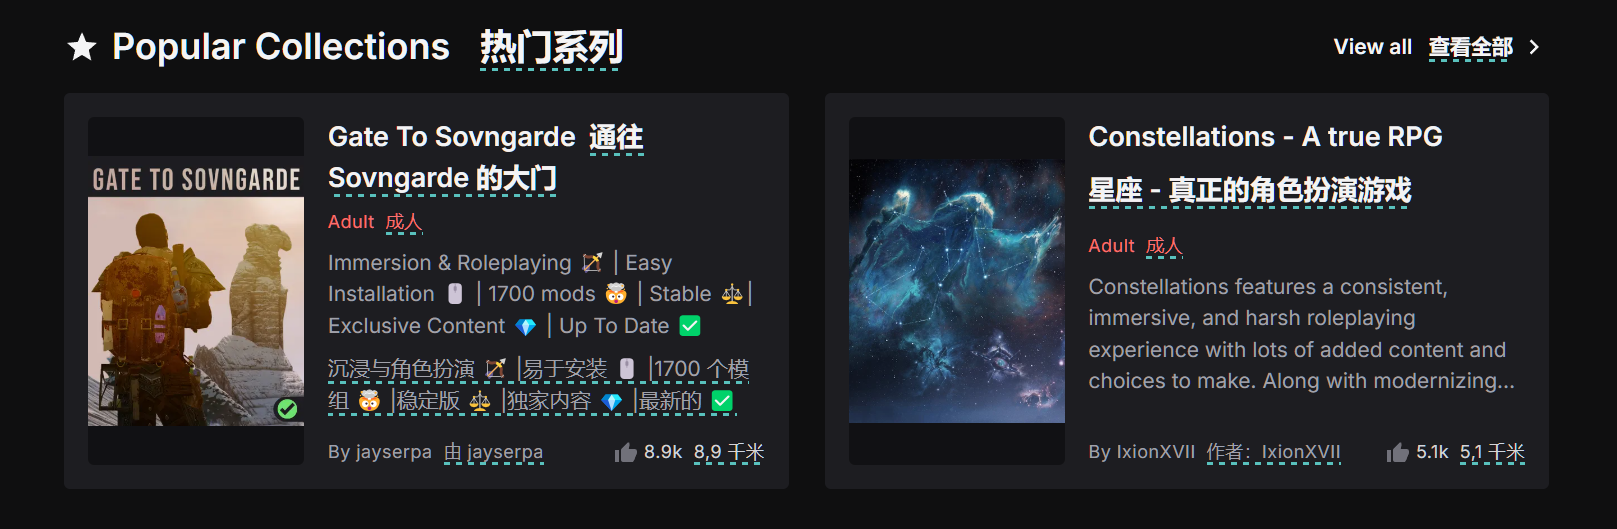 Popular Collections 热门系列
View all 查看全部
GATE TO SOVNGARDE
Gate To Sovngarde 通往
Sovngarde 的大门
Adult 成人
Immersion & Roleplaying 🏹 | Easy
Installation 🖱️ | 1700 mods 🤯 | Stable ⚖️ |
Exclusive Content 💎 | Up To Date ✅
沉浸与角色扮演 🏹 |易于安装 🖱️ |1700 个模
组 🤯 |稳定版 ⚖️ |独家内容 💎 |最新的 ✅
By jayserpa 由 jayserpa
8.9k 8,9 千米
Constellations - A true RPG
星座 - 真正的角色扮演游戏
Adult 成人
Constellations features a consistent,
immersive, and harsh roleplaying
experience with lots of added content and
choices to make. Along with modernizing...
By IxionXVII 作者：IxionXVII
5.1k 5,1 千米